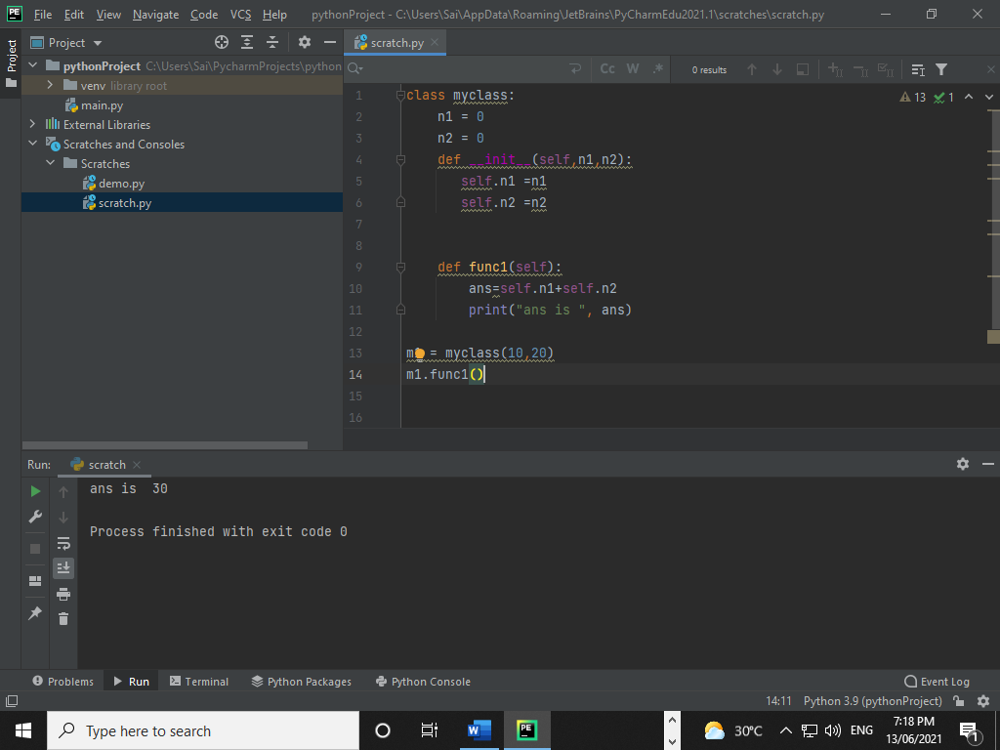 PE File Edit View Navigate Code VCS Help pythonProject - C:\Users\Sai\AppData\Roaming\JetBrains\PyCharmEdu2021.1\scratches\scratch.py
Project
Project
scratch.py
pythonProject C:\Users\Sai\PycharmProjects\python
venv library root
main.py
External Libraries
Scratches and Consoles
Scratches
demo.py
scratch.py
Cc W .* 0 results
13 1
1 class myclass:
2 n1 = 0
3 n2 = 0
4 def __init__(self,n1,n2):
5 self.n1 =n1
6 self.n2 =n2
7
8
9 def func1(self):
10 ans=self.n1+self.n2
11 print("ans is ", ans)
12
13 m = myclass(10,20)
14 m1.func1()
15
16
Run: scratch
ans is  30
Process finished with exit code 0
Problems Run Terminal Python Packages Python Console Event Log
14:11 Python 3.9 (pythonProject)
Type here to search
W
PE
30°C
ENG
7:18 PM
13/06/2021
1